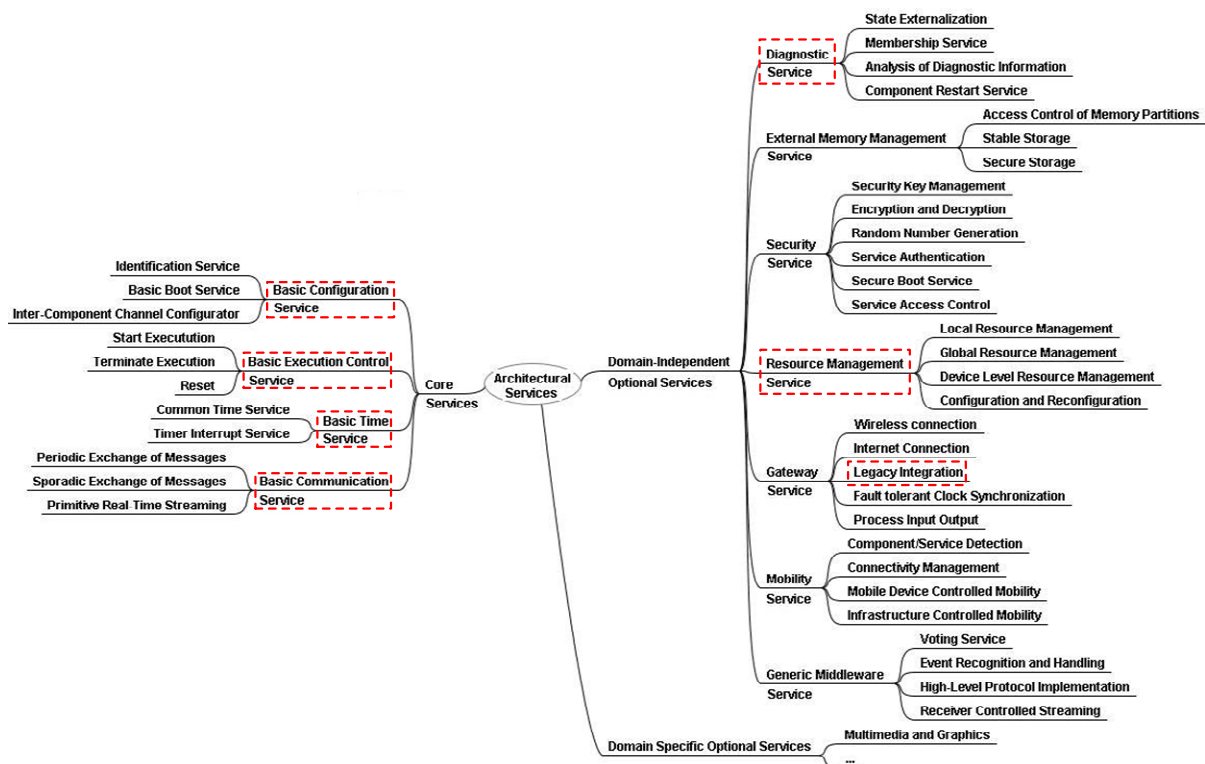 State Externalization
Membership Service
Analysis of Diagnostic Information
Component Restart Service
Diagnostic
Service
Access Control of Memory Partitions
Stable Storage
Secure Storage
External Memory Management
Service
Security Key Management
Encryption and Decryption
Random Number Generation
Service Authentication
Secure Boot Service
Service Access Control
Security
Service
Identification Service
Basic Boot Service
Inter-Component Channel Configurator
Basic Configuration
Service
Start Executution
Terminate Execution
Reset
Basic Execution Control
Service
Common Time Service
Timer Interrupt Service
Basic Time
Service
Periodic Exchange of Messages
Sporadic Exchange of Messages
Primitive Real-Time Streaming
Basic Communication
Service
Core
Services
Architectural
Services
Domain-Independent
Optional Services
Resource Management
Service
Local Resource Management
Global Resource Management
Device Level Resource Management
Configuration and Reconfiguration
Gateway
Service
Wireless connection
Internet Connection
Legacy Integration
Fault tolerant Clock Synchronization
Process Input Output
Mobility
Service
Component/Service Detection
Connectivity Management
Mobile Device Controlled Mobility
Infrastructure Controlled Mobility
Generic Middleware
Service
Voting Service
Event Recognition and Handling
High-Level Protocol Implementation
Receiver Controlled Streaming
Domain Specific Optional Services
Multimedia and Graphics
...